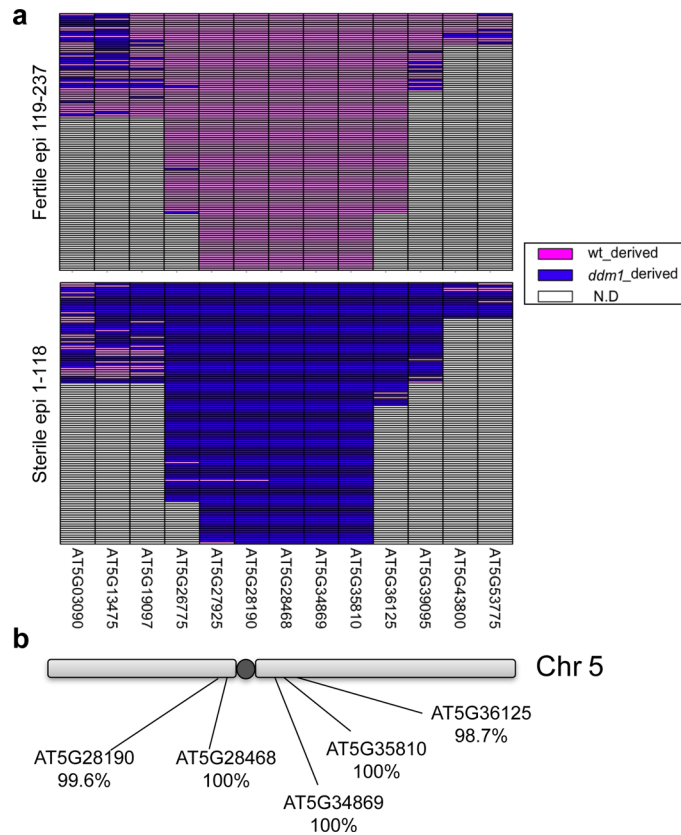 a
Fertile epi 119-237
wt_derived
ddm1_derived
N.D
Sterile epi 1-118
AT5G03090
AT5G13475
AT5G19097
AT5G26775
AT5G27925
AT5G28190
AT5G28468
AT5G34869
AT5G35810
AT5G36125
AT5G39095
AT5G43800
AT5G53775
b
Chr 5
AT5G28190
99.6%
AT5G28468
100%
AT5G34869
100%
AT5G35810
100%
AT5G36125
98.7%